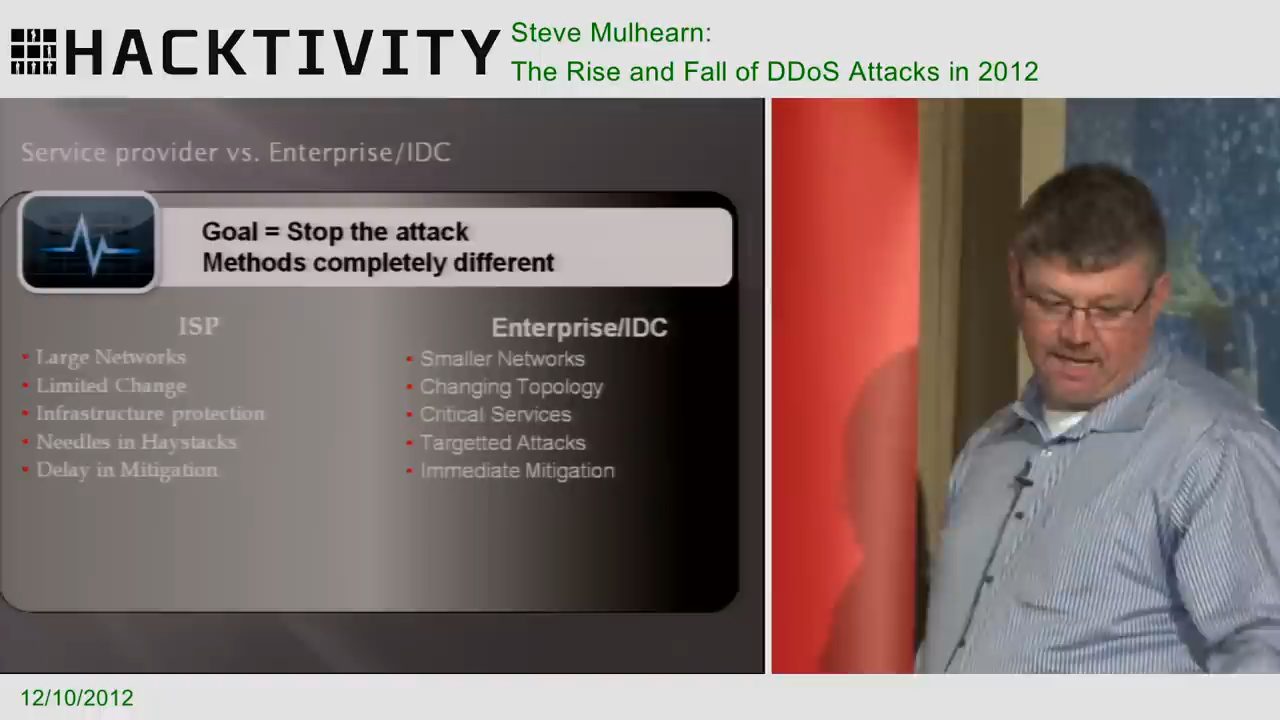 HACKTIVITY
Steve Mulhearn:
The Rise and Fall of DDoS Attacks in 2012
Service provider vs. Enterprise/IDC
Goal = Stop the attack
Methods completely different
ISP
• Large Networks
• Limited Change
• Infrastructure protection
• Needles in Haystacks
• Delay in Mitigation
Enterprise/IDC
• Smaller Networks
• Changing Topology
• Critical Services
• Targetted Attacks
• Immediate Mitigation
12/10/2012